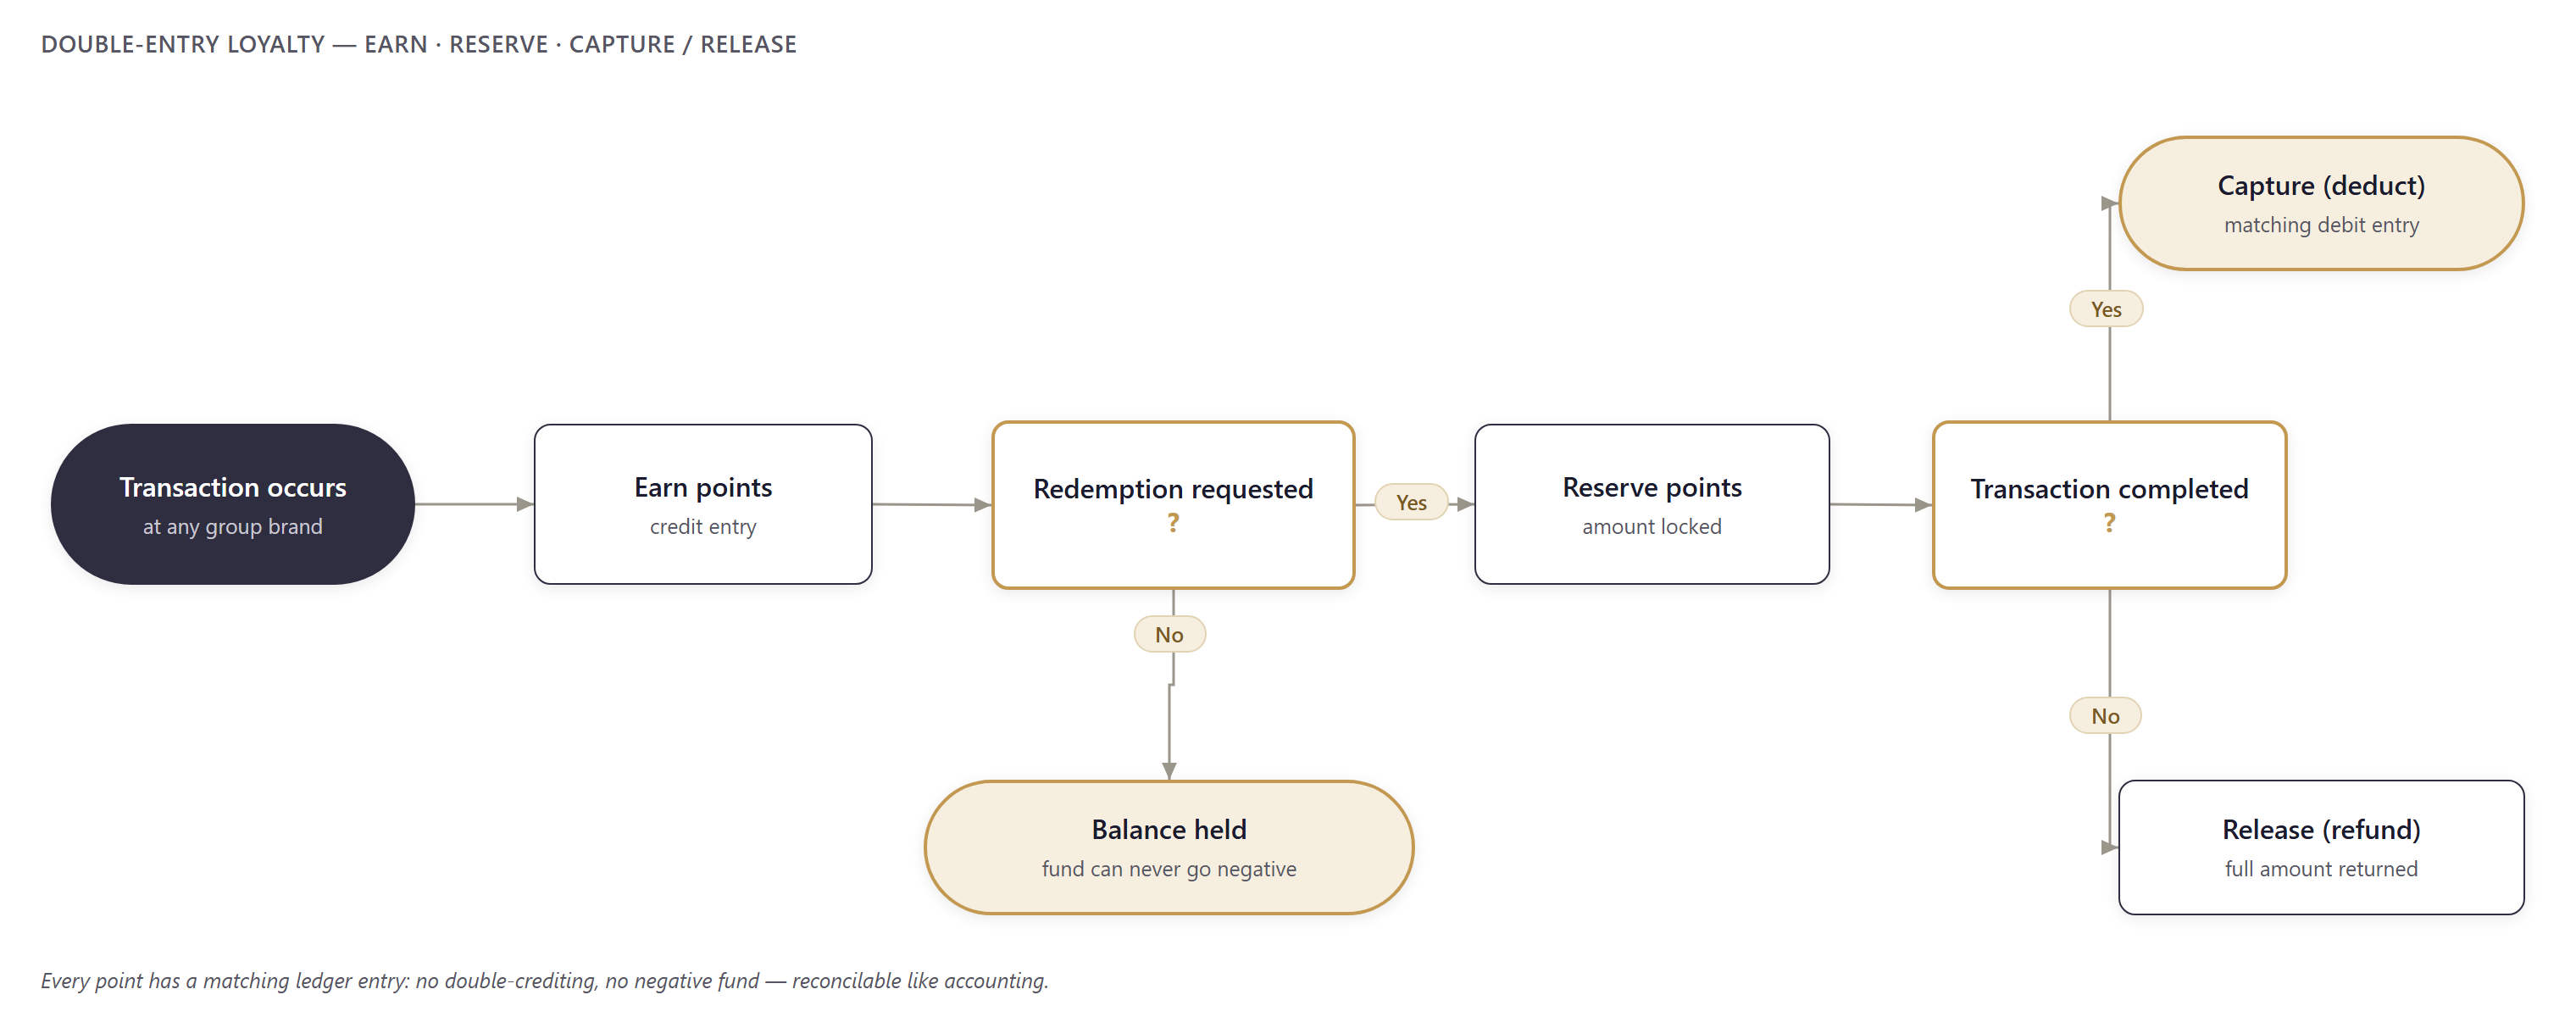 DOUBLE-ENTRY LOYALTY — EARN · RESERVE · CAPTURE / RELEASE
Capture (deduct)
matching debit entry
Yes
Transaction occurs
at any group brand
Earn points
credit entry
Redemption requested
?
Yes
Reserve points
amount locked
Transaction completed
?
No
No
Balance held
fund can never go negative
Release (refund)
full amount returned
Every point has a matching ledger entry: no double-crediting, no negative fund — reconcilable like accounting.